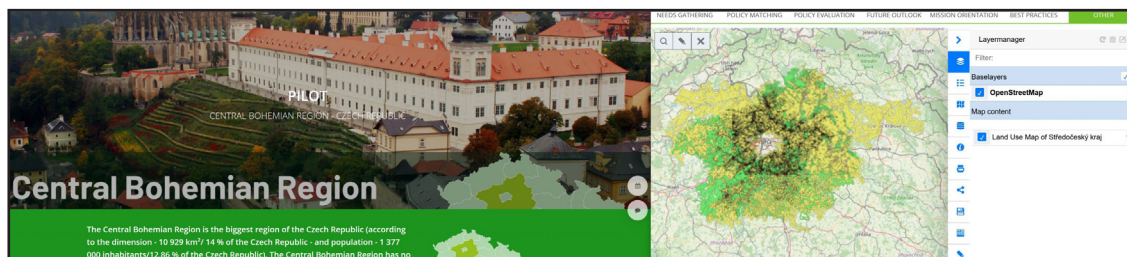 NEEDS GATHERING POLICY MATCHING POLICY EVALUATION FUTURE OUTLOOK MISSION ORIENTATION BEST PRACTICES OTHER
PILOT
CENTRAL BOHEMIAN REGION - CZECH REPUBLIC
Central Bohemian Region
The Central Bohemian Region is the biggest region of the Czech Republic (according
to the dimension - 10 929 km²/ 14 % of the Czech Republic - and population - 1 377
000 inhabitants/12,86 % of the Czech Republic). The Central Bohemian Region has no
Layermanager
Filter:
Baselayers
OpenStreetMap
Map content
Land Use Map of Středočeský kraj